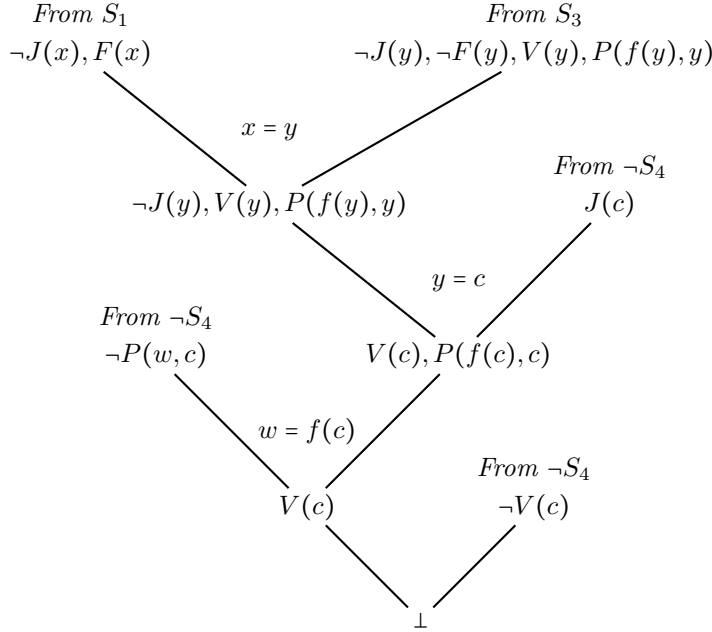 From S₁
From S₃
¬J(x), F(x)
¬J(y), ¬F(y), V(y), P(f(y), y)
x = y
From ¬S₄
¬J(y), V(y), P(f(y), y)
J(c)
y = c
From ¬S₄
¬P(w, c)
V(c), P(f(c), c)
w = f(c)
From ¬S₄
V(c)
¬V(c)
⊥